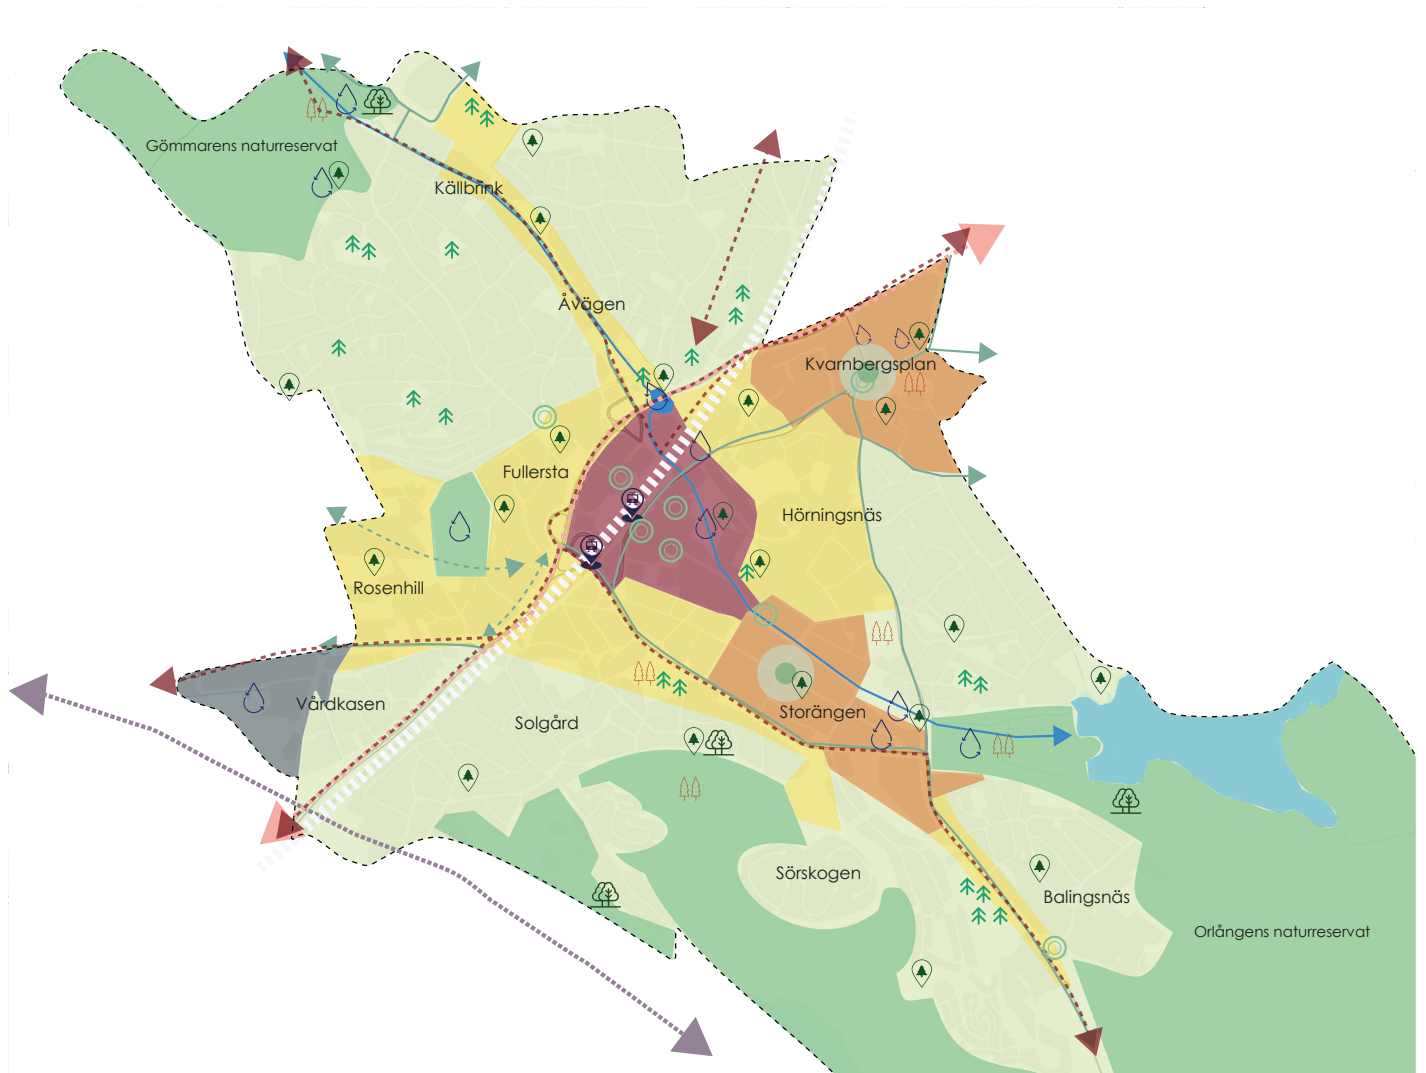 Gömmarens naturreservat
Källbrink
Åvägen
Kvarnbergsplan
Fullersta
Hörningsnäs
Rosenhill
Vårdkasen
Solgård
Storängen
Sörskogen
Balingsnäs
Orlångens naturreservat